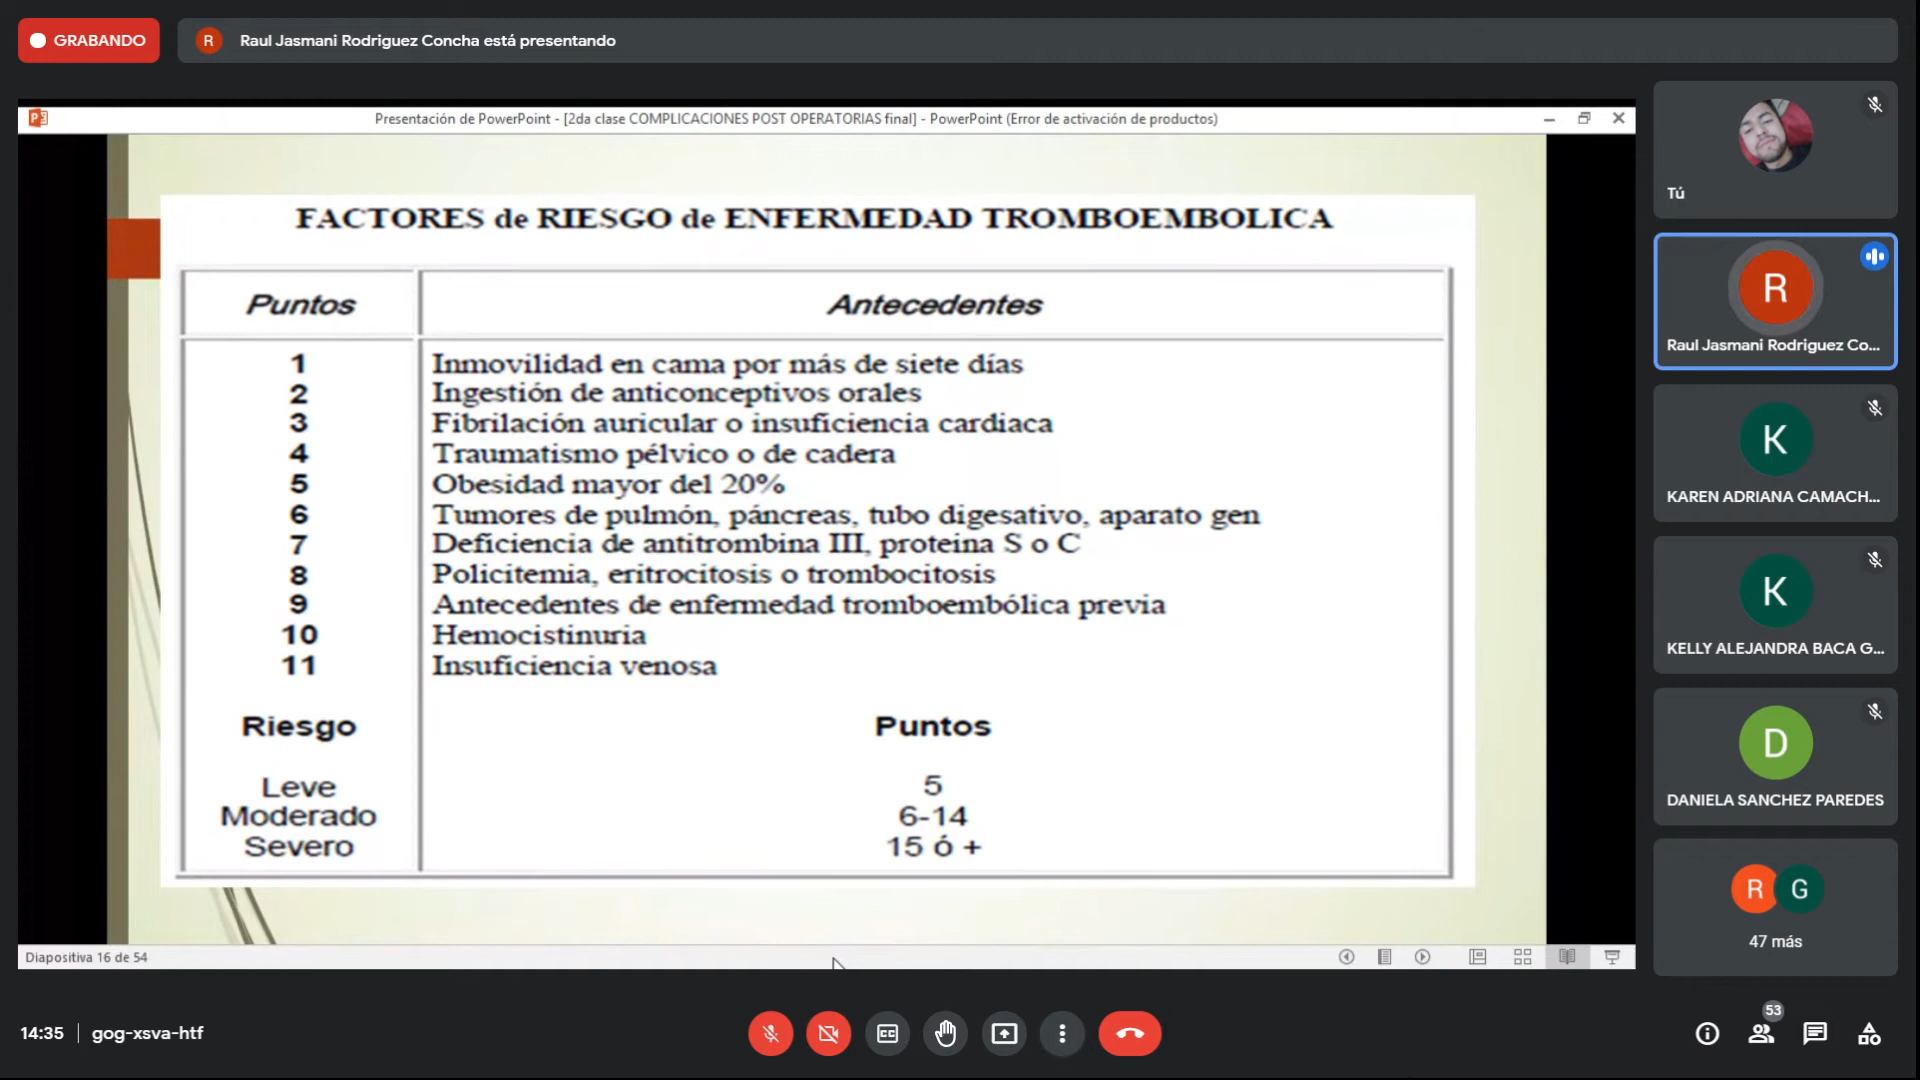 GRABANDO
R
Raul Jasmani Rodriguez Concha está presentando
Presentación de PowerPoint - [2da clase COMPLICACIONES POST OPERATORIAS final] - PowerPoint (Error de activación de productos)
FACTORES de RIESGO de ENFERMEDAD TROMBOEMBOLICA
Puntos Antecedentes
1 Inmovilidad en cama por más de siete días
2 Ingestión de anticonceptivos orales
3 Fibrilación auricular o insuficiencia cardiaca
4 Traumatismo pélvico o de cadera
5 Obesidad mayor del 20%
6 Tumores de pulmón, páncreas, tubo digesativo, aparato gen
7 Deficiencia de antitrombina III, proteina S o C
8 Policitemia, eritrocitosis o trombocitosis
9 Antecedentes de enfermedad tromboembólica previa
10 Hemocistinuria
11 Insuficiencia venosa
Riesgo Puntos
Leve 5
Moderado 6-14
Severo 15 ó +
Diapositiva 16 de 54
Tú
R
Raul Jasmani Rodriguez Co...
K
KAREN ADRIANA CAMACH...
K
KELLY ALEJANDRA BACA G...
D
DANIELA SANCHEZ PAREDES
R G
47 más
14:35 | gog-xsva-htf
CC
53